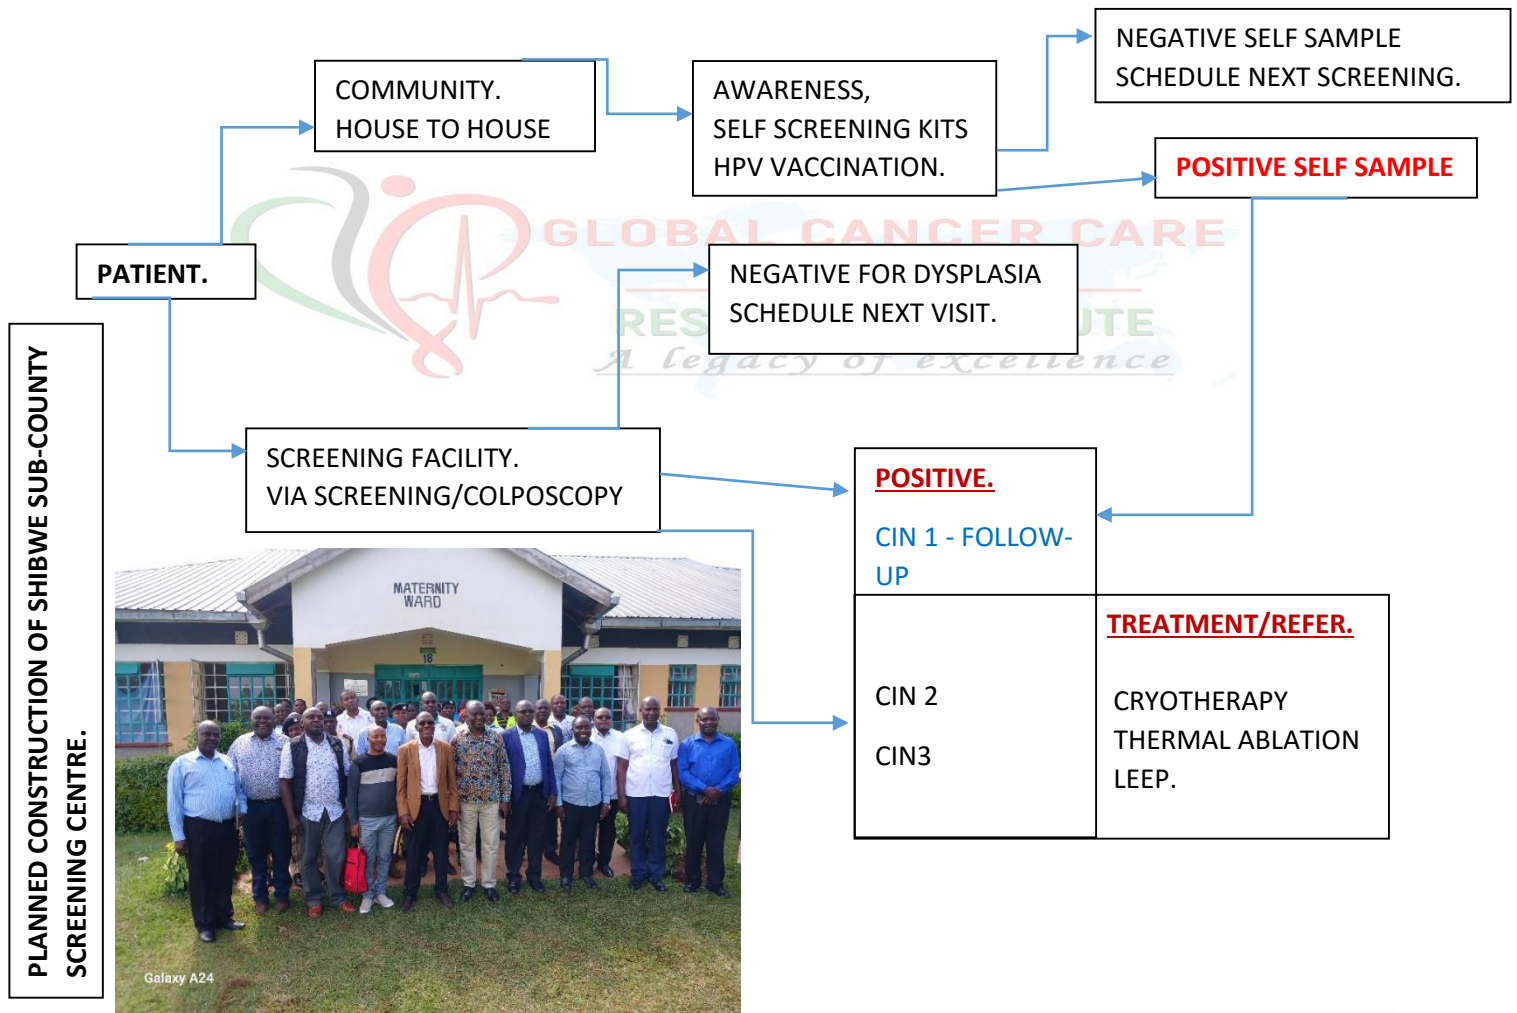 NEGATIVE SELF SAMPLE
SCHEDULE NEXT SCREENING.
COMMUNITY.
HOUSE TO HOUSE
AWARENESS,
SELF SCREENING KITS
HPV VACCINATION.
POSITIVE SELF SAMPLE
GLOBAL CANCER CARE
RES
UTE
A legacy of excellence
PATIENT.
NEGATIVE FOR DYSPLASIA
SCHEDULE NEXT VISIT.
PLANNED CONSTRUCTION OF SHIBWE SUB-COUNTY
SCREENING CENTRE.
SCREENING FACILITY.
VIA SCREENING/COLPOSCOPY
POSITIVE.
CIN 1 - FOLLOW-
UP
CIN 2
CIN3
TREATMENT/REFER.
CRYOTHERAPY
THERMAL ABLATION
LEEP.
MATERNITY
WARD
18
Galaxy A24